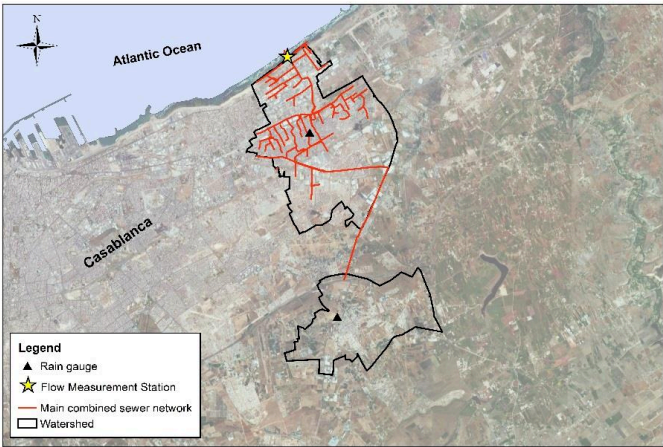 N
Atlantic Ocean
Casablanca
Legend
Rain gauge
Flow Measurement Station
Main combined sewer network
Watershed